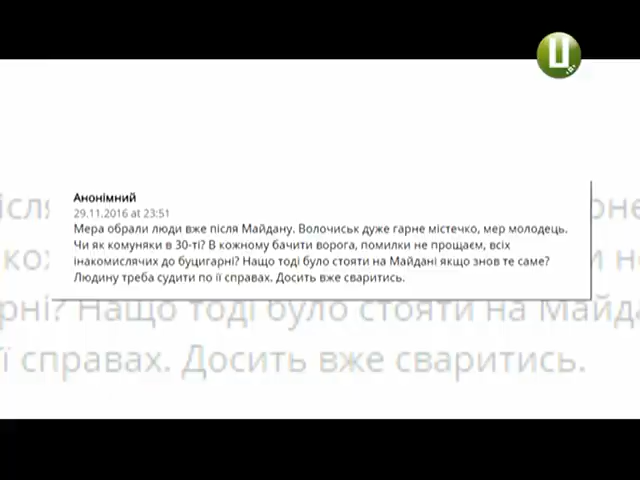 Ц
Анонімний
29.11.2016 at 23:51
Мера обрали люди вже після Майдану. Волочиськ дуже гарне містечко, мер молодець.
Чи як комуняки в 30-ті? В кожному бачити ворога, помилки не прощаєм, всіх
інакомислячих до буцигарні? Нащо тоді було стояти на Майдані якщо знов те саме?
Людину треба судити по її справах. Досить вже сваритись.
рні? Нащо тоді було стояти на Майда
її справах. Досить вже сваритись.